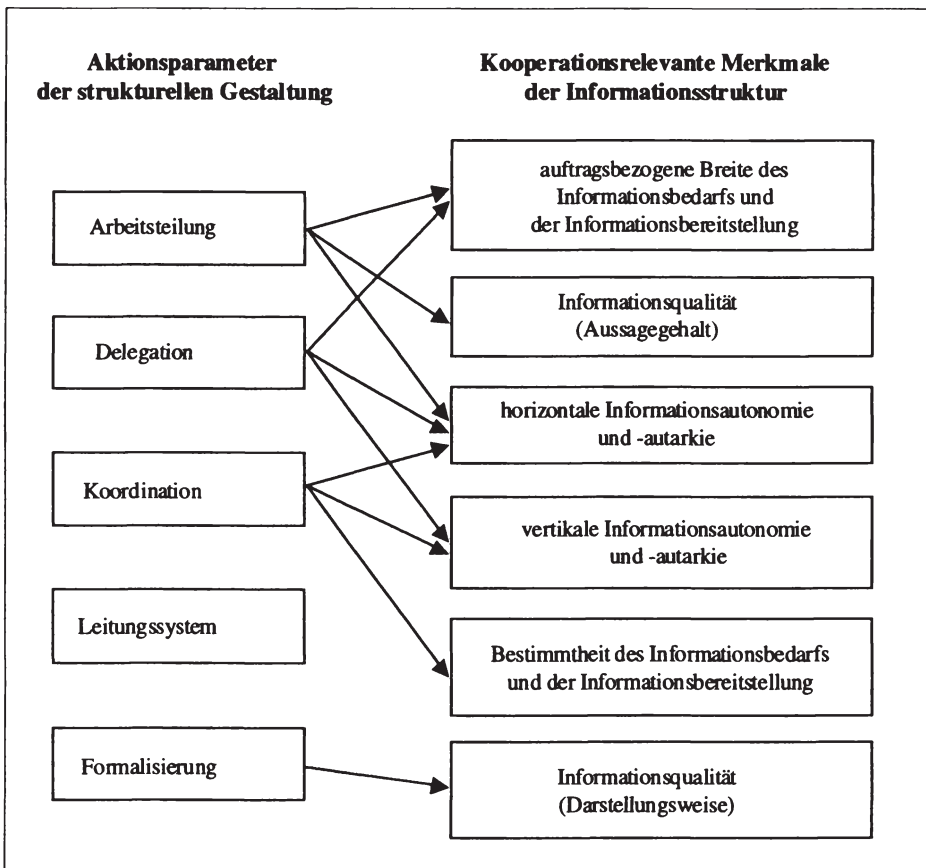 Aktionsparameter
der strukturellen Gestaltung
Arbeitsteilung
Delegation
Koordination
Leitungssystem
Formalisierung
Kooperationsrelevante Merkmale
der Informationsstruktur
auftragsbezogene Breite des
Informationsbedarfs und
der Informationsbereitstellung
Informationsqualität
(Aussagegehalt)
horizontale Informationsautonomie
und -autarkie
vertikale Informationsautonomie
und -autarkie
Bestimmtheit des Informationsbedarfs
und der Informationsbereitstellung
Informationsqualität
(Darstellungsweise)